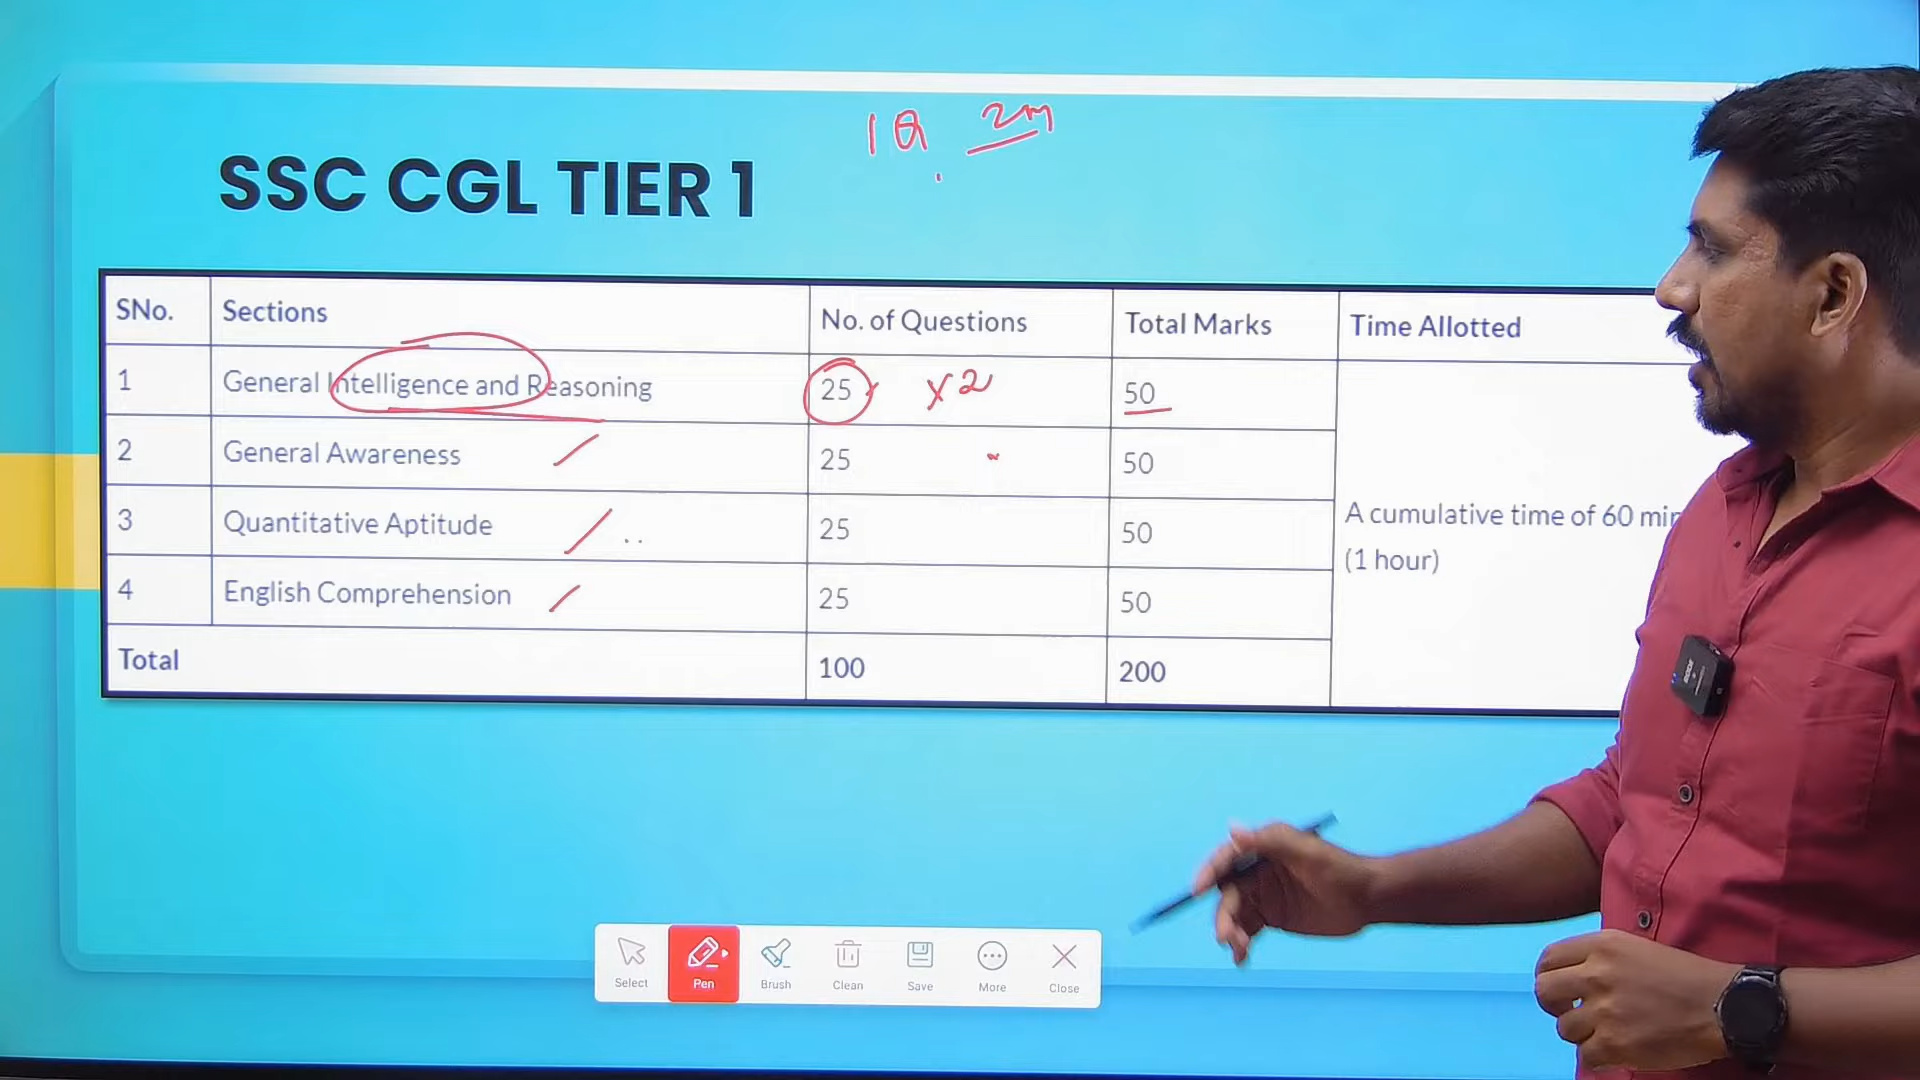 1Q 2m
SSC CGL TIER 1
SNo. Sections No. of Questions Total Marks Time Allotted
1 General Intelligence and Reasoning 25 x2 50
2 General Awareness 25 50
3 Quantitative Aptitude 25 50
A cumulative time of 60 min
(1 hour)
4 English Comprehension 25 50
Total 100 200
Select Pen Brush Clean Save More Close